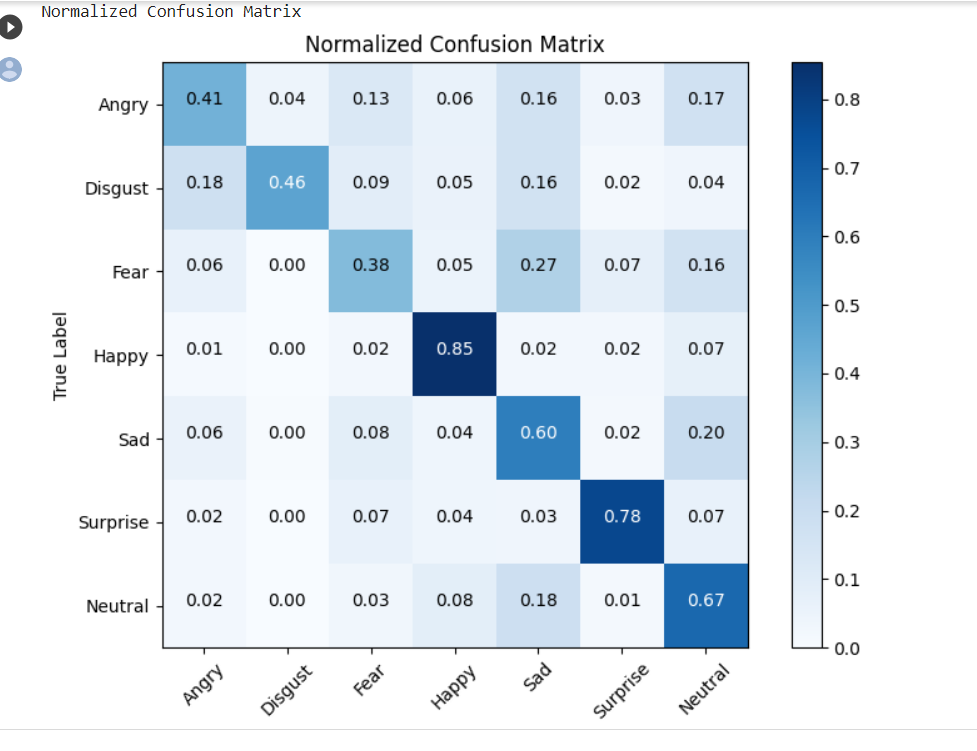 Normalized Confusion Matrix
Normalized Confusion Matrix
Angry 0.41 0.04 0.13 0.06 0.16 0.03 0.17
Disgust 0.18 0.46 0.09 0.05 0.16 0.02 0.04
Fear 0.06 0.00 0.38 0.05 0.27 0.07 0.16
Happy 0.01 0.00 0.02 0.85 0.02 0.02 0.07
Sad 0.06 0.00 0.08 0.04 0.60 0.02 0.20
Surprise 0.02 0.00 0.07 0.04 0.03 0.78 0.07
Neutral 0.02 0.00 0.03 0.08 0.18 0.01 0.67
True Label
Angry Disgust Fear Happy Sad Surprise Neutral
0.8
0.7
0.6
0.5
0.4
0.3
0.2
0.1
0.0